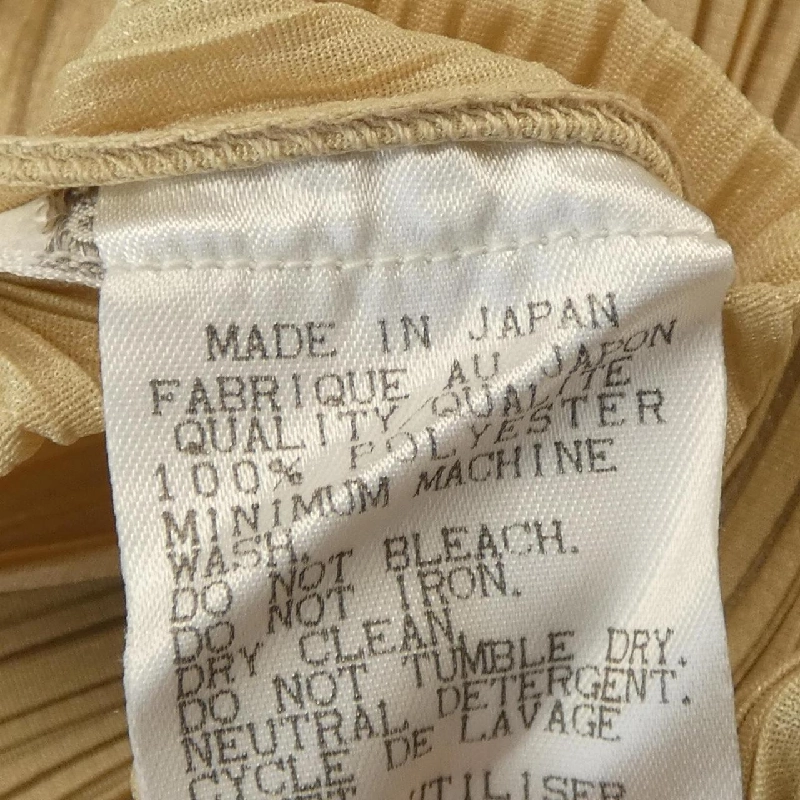 MADE IN JAPAN
FABRIQUE AU JAPON
QUALITY/QUALITE
100% POLYESTER
MINIMUM MACHINE
WASH.
DO NOT BLEACH.
DO NOT IRON.
DRY CLEAN.
DO NOT TUMBLE DRY.
NEUTRAL DETERGENT.
CYCLE DE LAVAGE
UTILISER